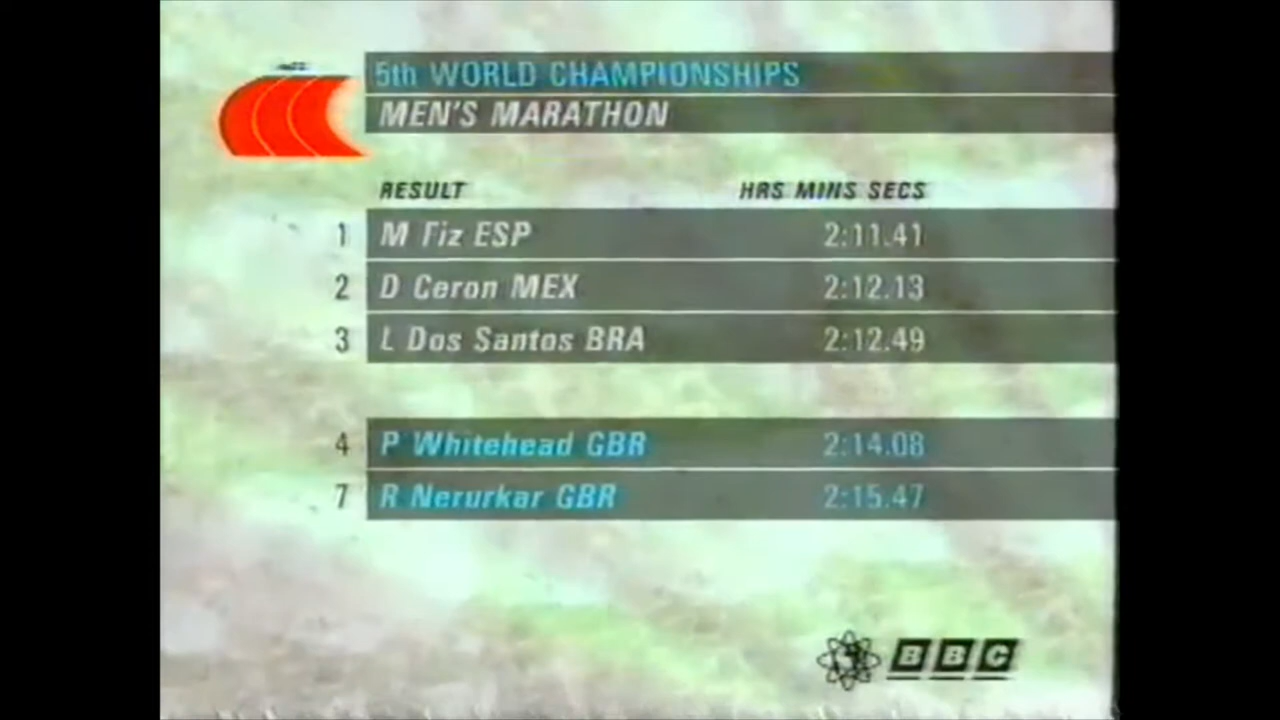 5th WORLD CHAMPIONSHIPS
MEN'S MARATHON
RESULT HRS MINS SECS
1 M Fiz ESP 2:11.41
2 D Ceron MEX 2:12.13
3 L Dos Santos BRA 2:12.49
4 P Whitehead GBR 2:14.08
7 R Nerurkar GBR 2:15.47
BBC